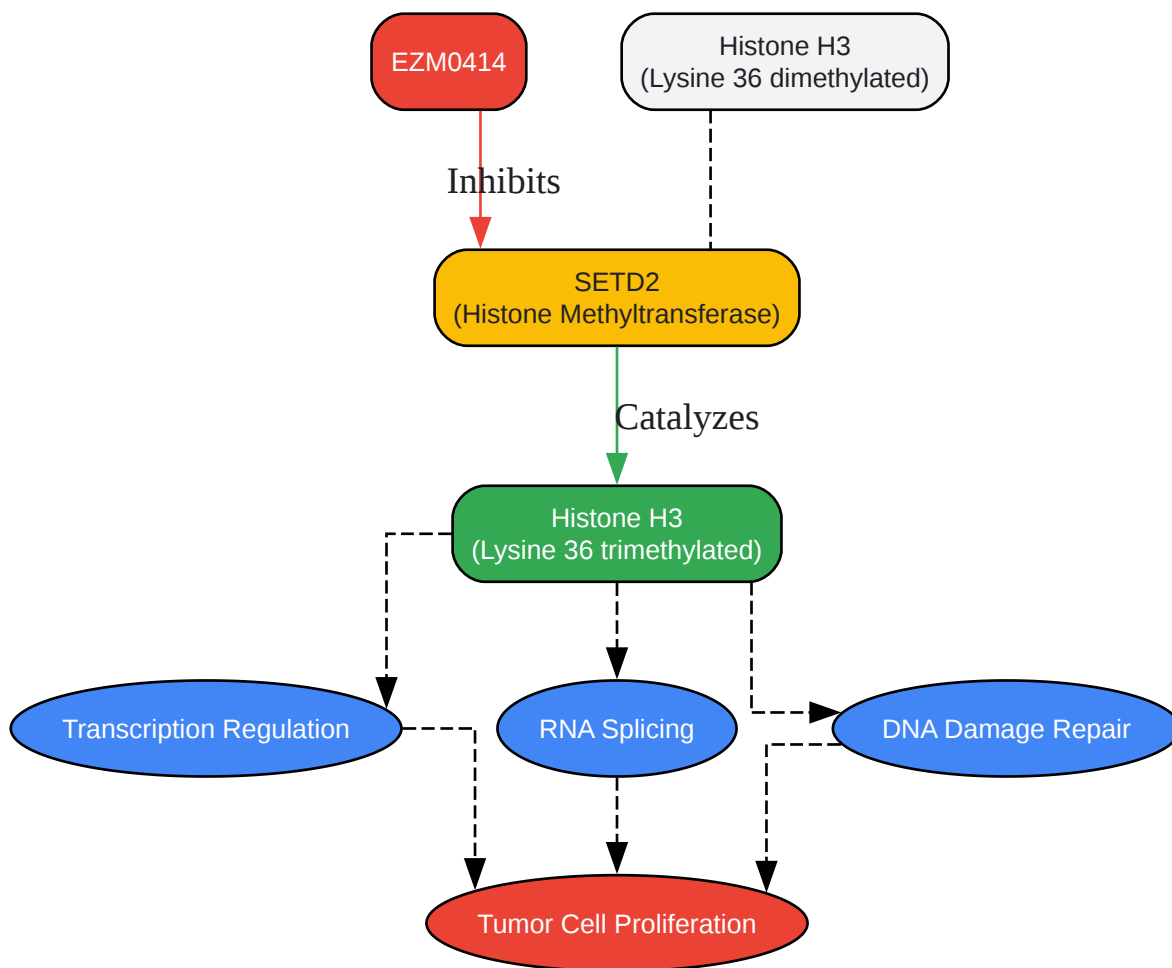 EZM0414
Histone H3
(Lysine 36 dimethylated)
Inhibits
SETD2
(Histone Methyltransferase)
Catalyzes
Histone H3
(Lysine 36 trimethylated)
Transcription Regulation
RNA Splicing
DNA Damage Repair
Tumor Cell Proliferation